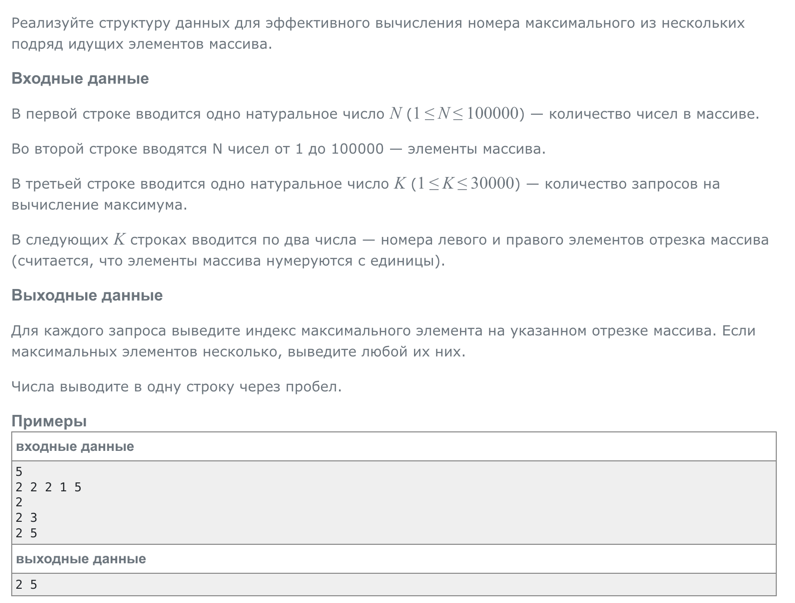 Реализуйте структуру данных для эффективного вычисления номера максимального из нескольких
подряд идущих элементов массива.
Входные данные
В первой строке вводится одно натуральное число N (1≤N≤100000) — количество чисел в массиве.
Во второй строке вводятся N чисел от 1 до 100000 — элементы массива.
В третьей строке вводится одно натуральное число K (1≤K≤30000) — количество запросов на
вычисление максимума.
В следующих K строках вводится по два числа — номера левого и правого элементов отрезка массива
(считается, что элементы массива нумеруются с единицы).
Выходные данные
Для каждого запроса выведите индекс максимального элемента на указанном отрезке массива. Если
максимальных элементов несколько, выведите любой их них.
Числа выводите в одну строку через пробел.
Примеры
входные данные
5
2 2 2 1 5
2
2 3
2 5
выходные данные
2 5